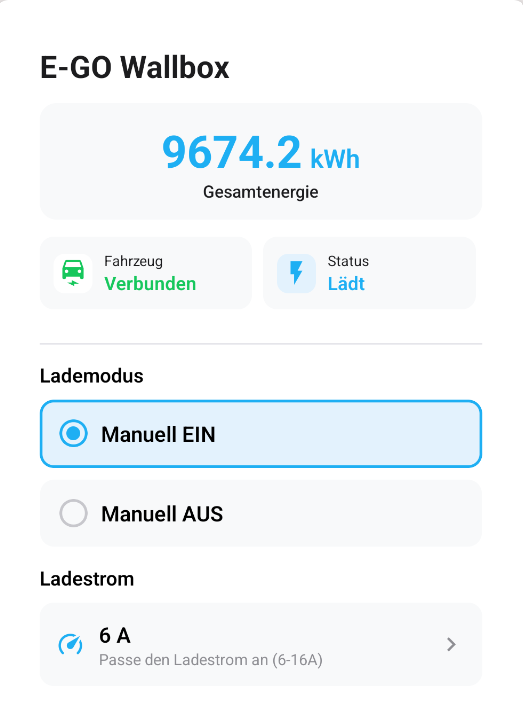 E-GO Wallbox
9674.2 kWh
Gesamtenergie
Fahrzeug
Verbunden
Status
Lädt
Lademodus
Manuell EIN
Manuell AUS
Ladestrom
6 A
Passe den Ladestrom an (6-16A)